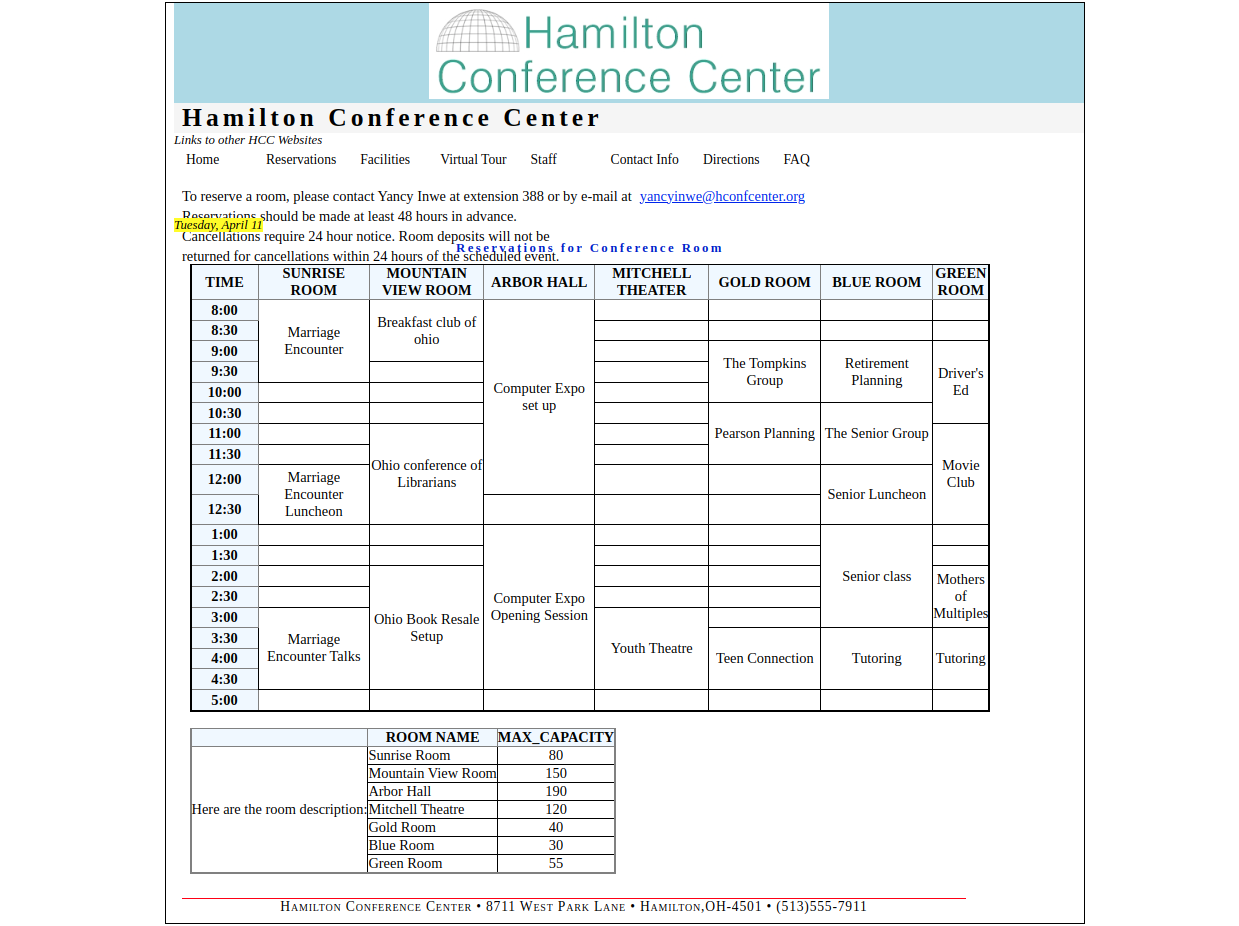 Hamilton
Conference Center
Hamilton Conference Center
Links to other HCC Websites
Home Reservations Facilities Virtual Tour Staff Contact Info Directions FAQ
To reserve a room, please contact Yancy Inwe at extension 388 or by e-mail at yancyinwe@hconfcenter.org
Reservations should be made at least 48 hours in advance.
Tuesday, April 11
Cancellations require 24 hour notice. Room deposits will not be
Reservations for Conference Room
returned for cancellations within 24 hours of the scheduled event.
TIME SUNRISE ROOM MOUNTAIN VIEW ROOM ARBOR HALL MITCHELL THEATER GOLD ROOM BLUE ROOM GREEN ROOM
8:00 Marriage Encounter Breakfast club of ohio Computer Expo set up
8:30
9:00 The Tompkins Group Retirement Planning Driver's Ed
9:30
10:00
10:30 Pearson Planning The Senior Group
11:00 Ohio conference of Librarians Movie Club
11:30
12:00 Marriage Encounter Luncheon Senior Luncheon
12:30
1:00 Computer Expo Opening Session Senior class
1:30
2:00 Ohio Book Resale Setup Mothers of Multiples
2:30
3:00 Marriage Encounter Talks Youth Theatre
3:30 Teen Connection Tutoring Tutoring
4:00
4:30
5:00
ROOM NAME MAX_CAPACITY
Here are the room description: Sunrise Room 80
Mountain View Room 150
Arbor Hall 190
Mitchell Theatre 120
Gold Room 40
Blue Room 30
Green Room 55
Hamilton Conference Center • 8711 West Park Lane • Hamilton,OH-4501 • (513)555-7911